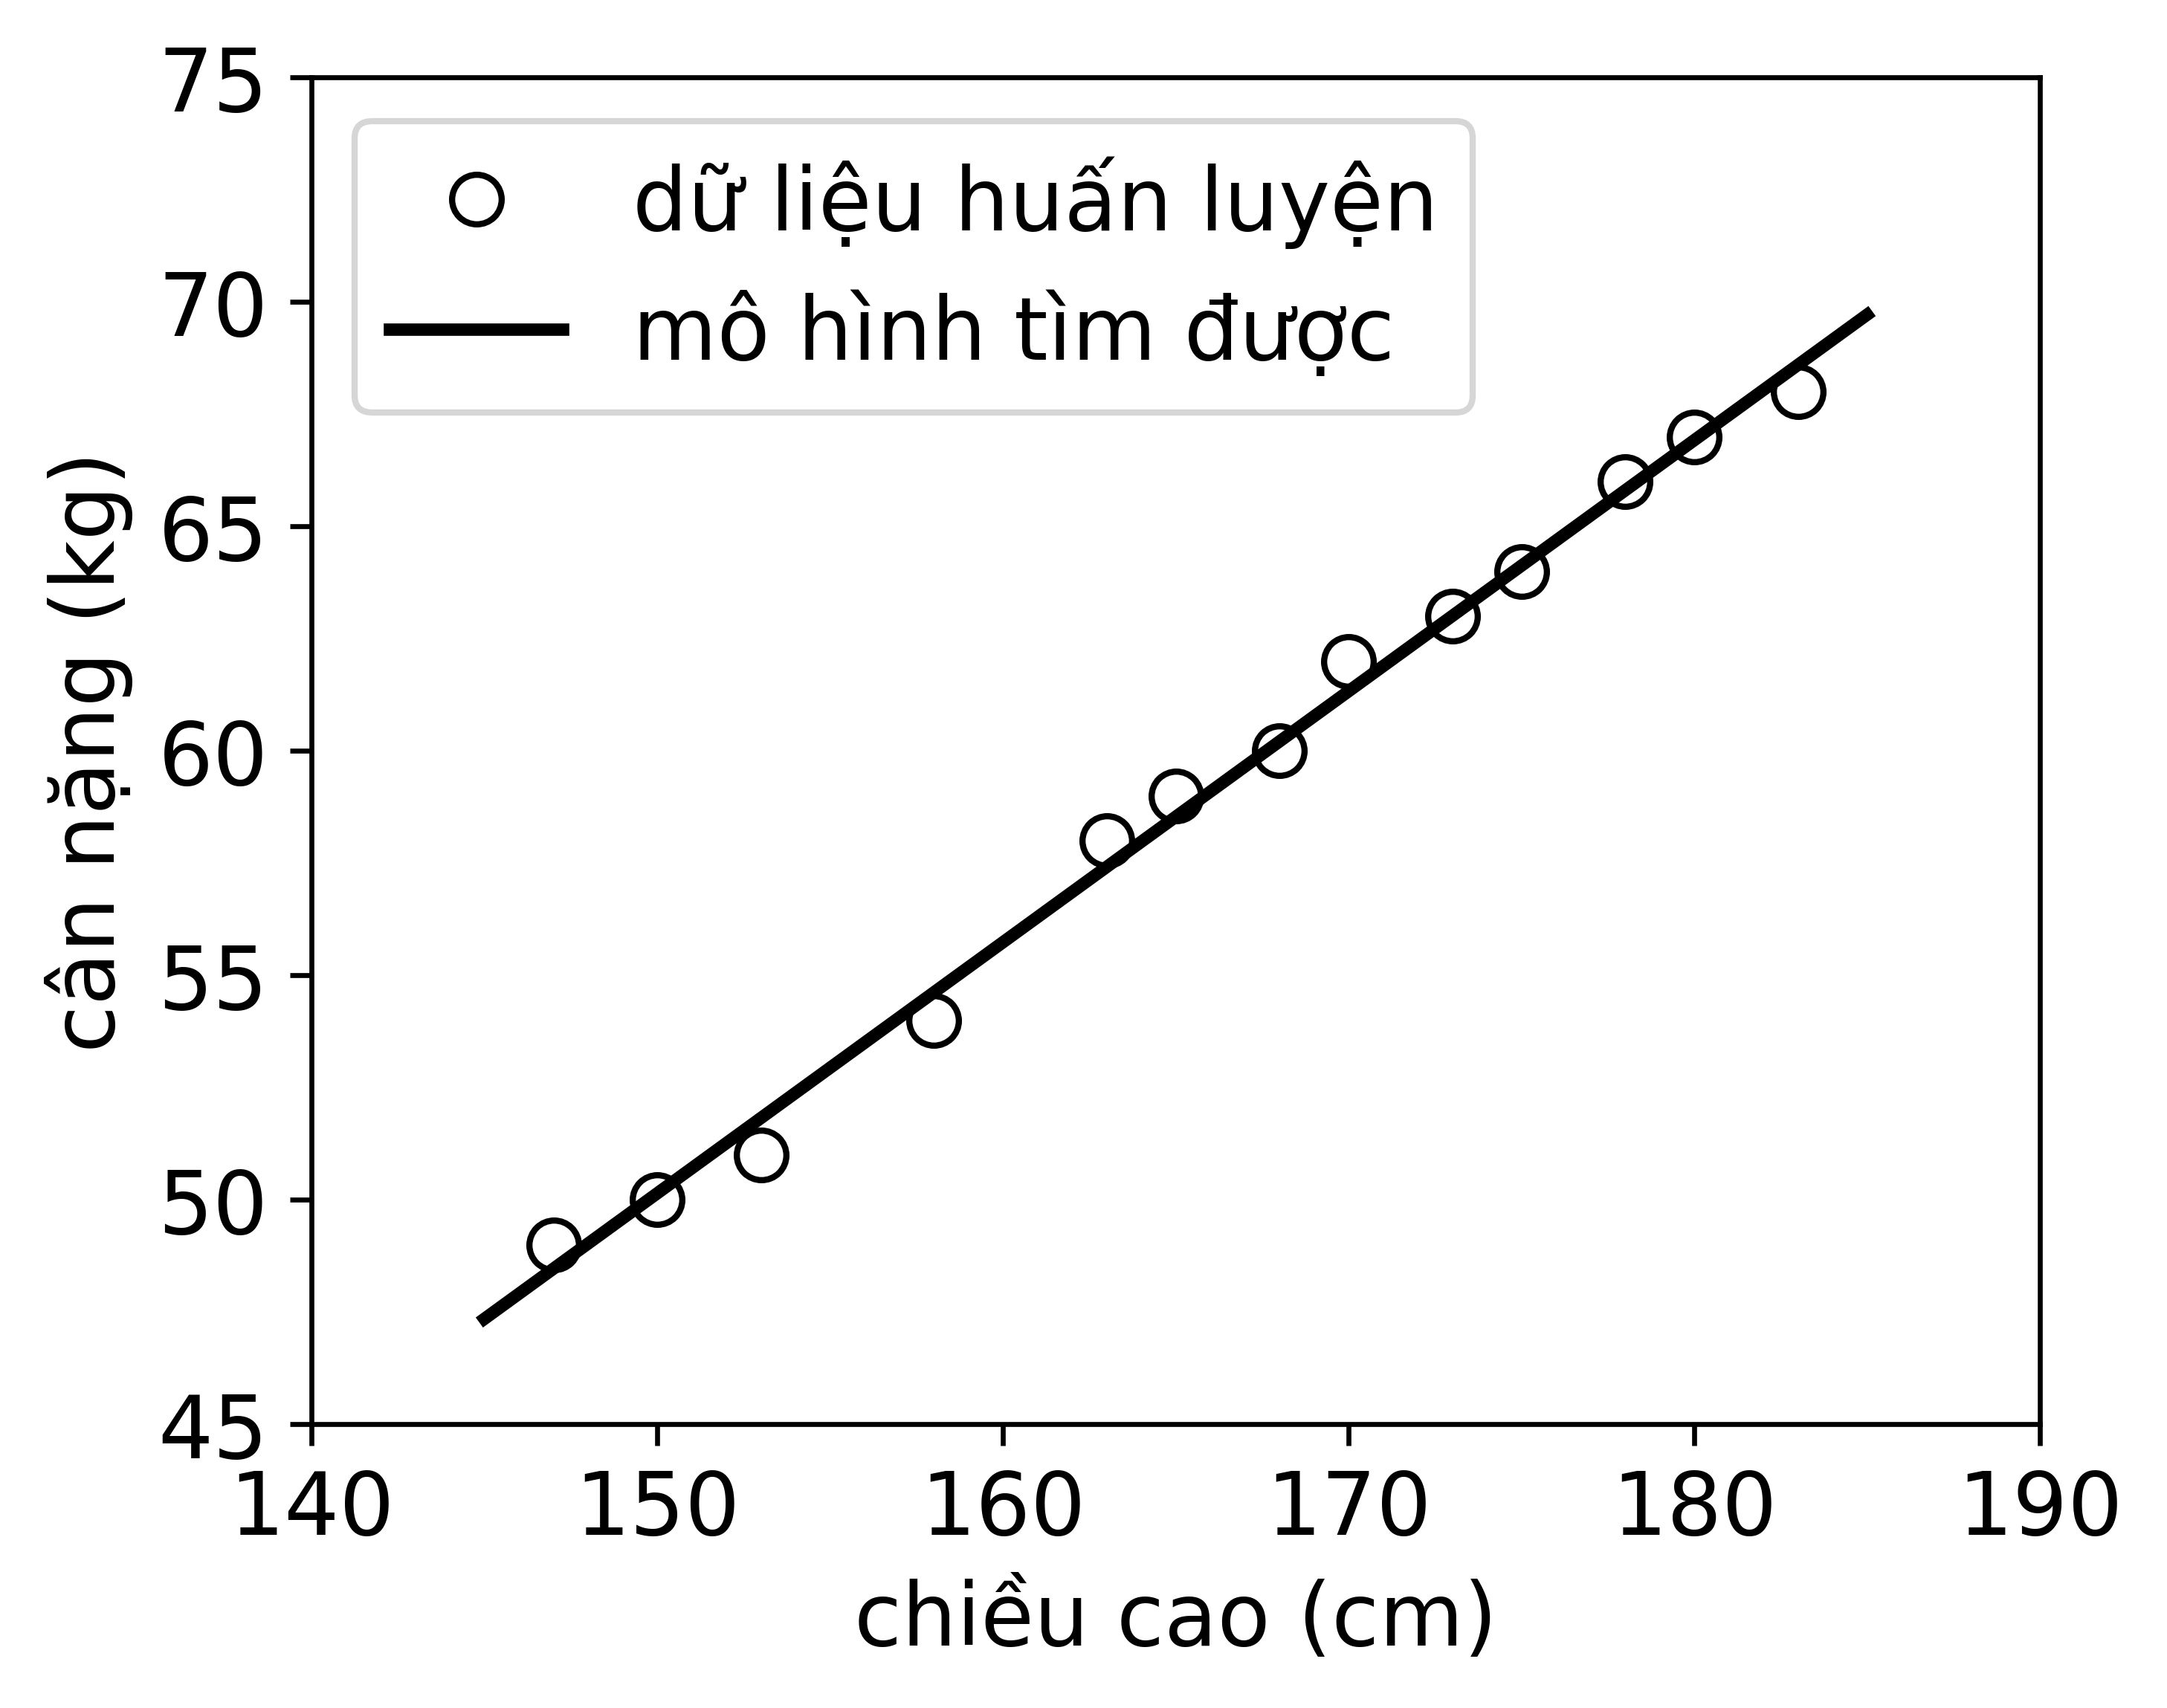 75
70
65
60
55
50
45
140 150 160 170 180 190
cân nặng (kg)
chiều cao (cm)
dữ liệu huấn luyện
mô hình tìm được